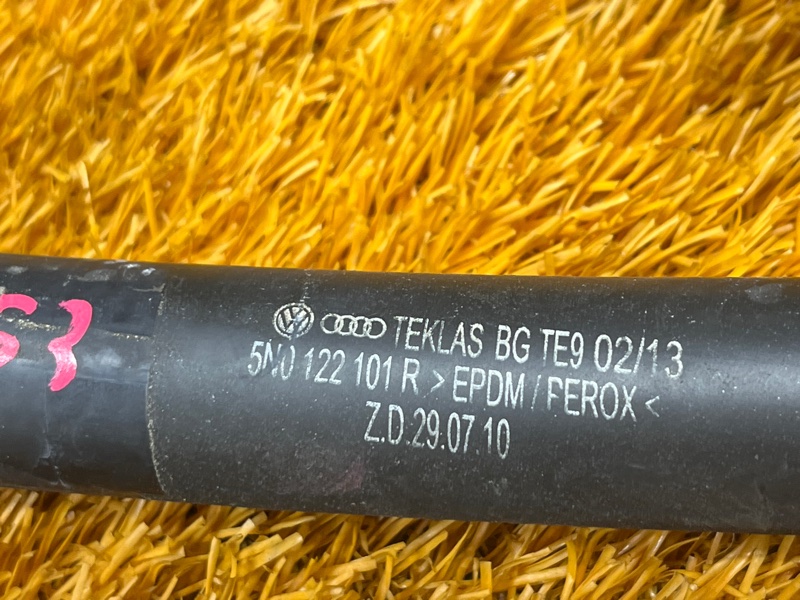 TEKLAS BG TE9 02/13
5N0 122 101 R > EPDM / PEROX <
Z.D.29.07.10